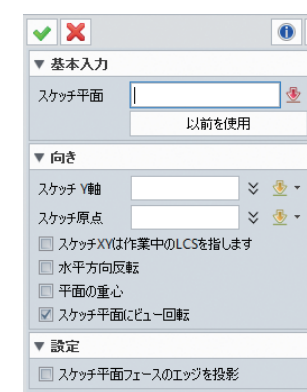 ▼ 基本入力
スケッチ平面
以前を使用
▼ 向き
スケッチ Y軸
スケッチ原点
スケッチXYは作業中のLCSを指します
水平方向反転
平面の重心
スケッチ平面にビュー回転
▼ 設定
スケッチ平面フェースのエッジを投影